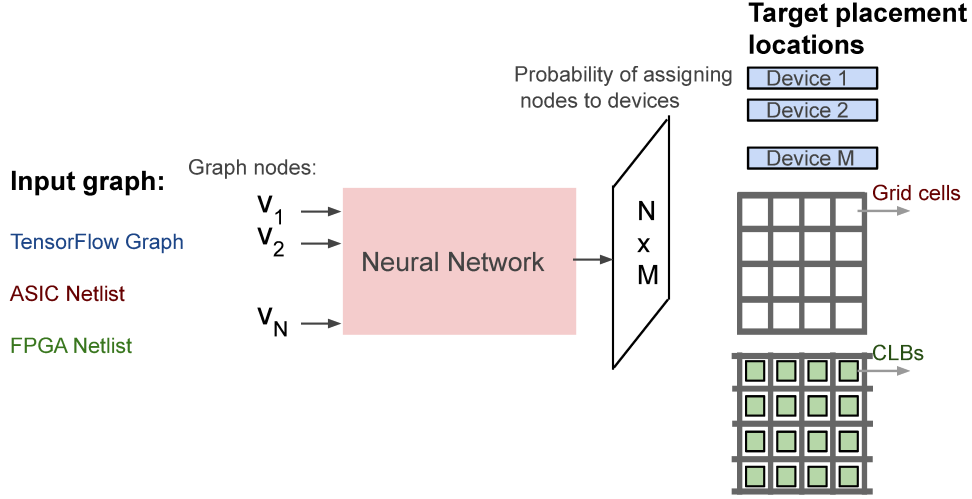 Target placement
locations
Device 1
Device 2
Device M
Probability of assigning
nodes to devices
Graph nodes:
Input graph:
TensorFlow Graph
ASIC Netlist
FPGA Netlist
V1
V2
VN
Neural Network
N
x
M
Grid cells
CLBs